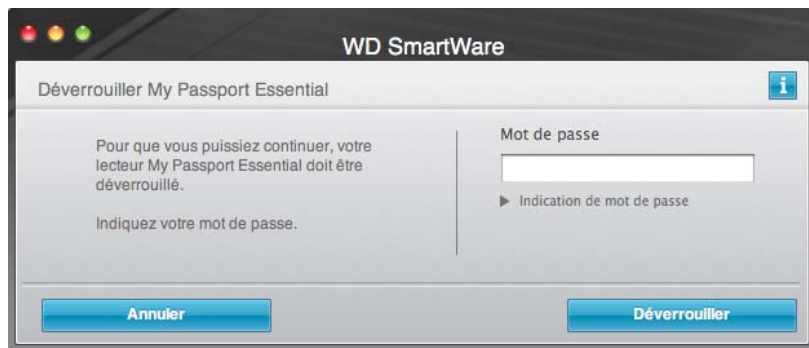 WD SmartWare
Déverrouiller My Passport Essential
i
Pour que vous puissiez continuer, votre
lecteur My Passport Essential doit être
déverrouillé.
Indiquez votre mot de passe.
Mot de passe
Indication de mot de passe
Annuler
Déverrouiller